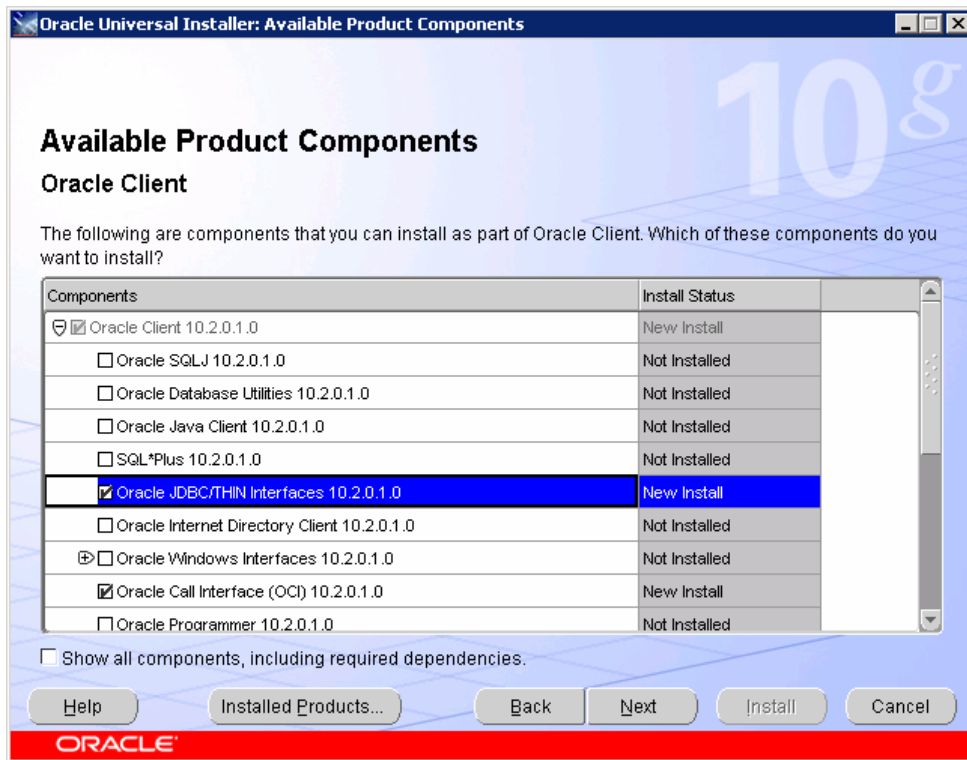 Oracle Universal Installer: Available Product Components
10g
Available Product Components
Oracle Client
The following are components that you can install as part of Oracle Client. Which of these components do you
want to install?
Components Install Status
Oracle Client 10.2.0.1.0 New Install
Oracle SQLJ 10.2.0.1.0 Not Installed
Oracle Database Utilities 10.2.0.1.0 Not Installed
Oracle Java Client 10.2.0.1.0 Not Installed
SQL*Plus 10.2.0.1.0 Not Installed
Oracle JDBC/THIN Interfaces 10.2.0.1.0 New Install
Oracle Internet Directory Client 10.2.0.1.0 Not Installed
Oracle Windows Interfaces 10.2.0.1.0 Not Installed
Oracle Call Interface (OCI) 10.2.0.1.0 New Install
Oracle Programmer 10.2.0.1.0 Not Installed
Show all components, including required dependencies.
Help Installed Products... Back Next Install Cancel
ORACLE